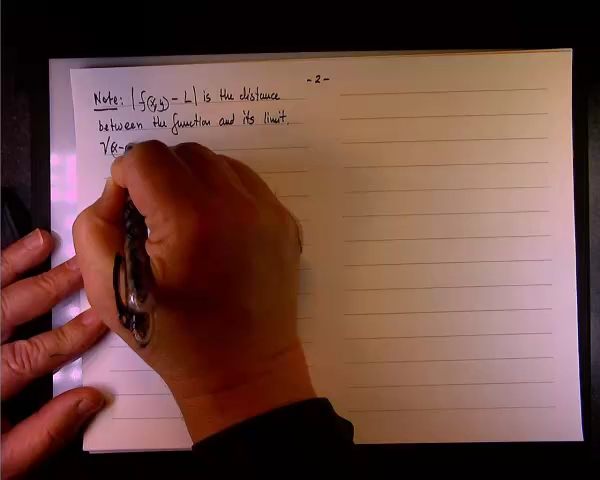 -2-
Note: |f(x,y) - L| is the distance
between the function and its limit.
√(x-